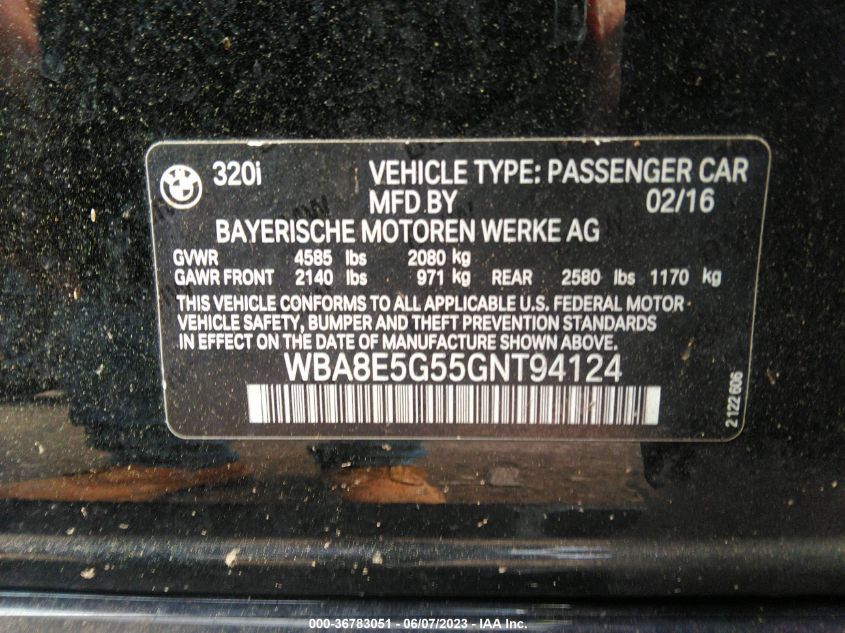 320i VEHICLE TYPE: PASSENGER CAR
MFD BY 02/16
BAYERISCHE MOTOREN WERKE AG
GVWR 4585 lbs 2080 kg
GAWR FRONT 2140 lbs 971 kg REAR 2580 lbs 1170 kg
THIS VEHICLE CONFORMS TO ALL APPLICABLE U.S. FEDERAL MOTOR
VEHICLE SAFETY, BUMPER AND THEFT PREVENTION STANDARDS
IN EFFECT ON THE DATE OF MANUFACTURE SHOWN ABOVE.
WBA8E5G55GNT94124
2 122 606
000-36783051 - 06/07/2023 - IAA Inc.